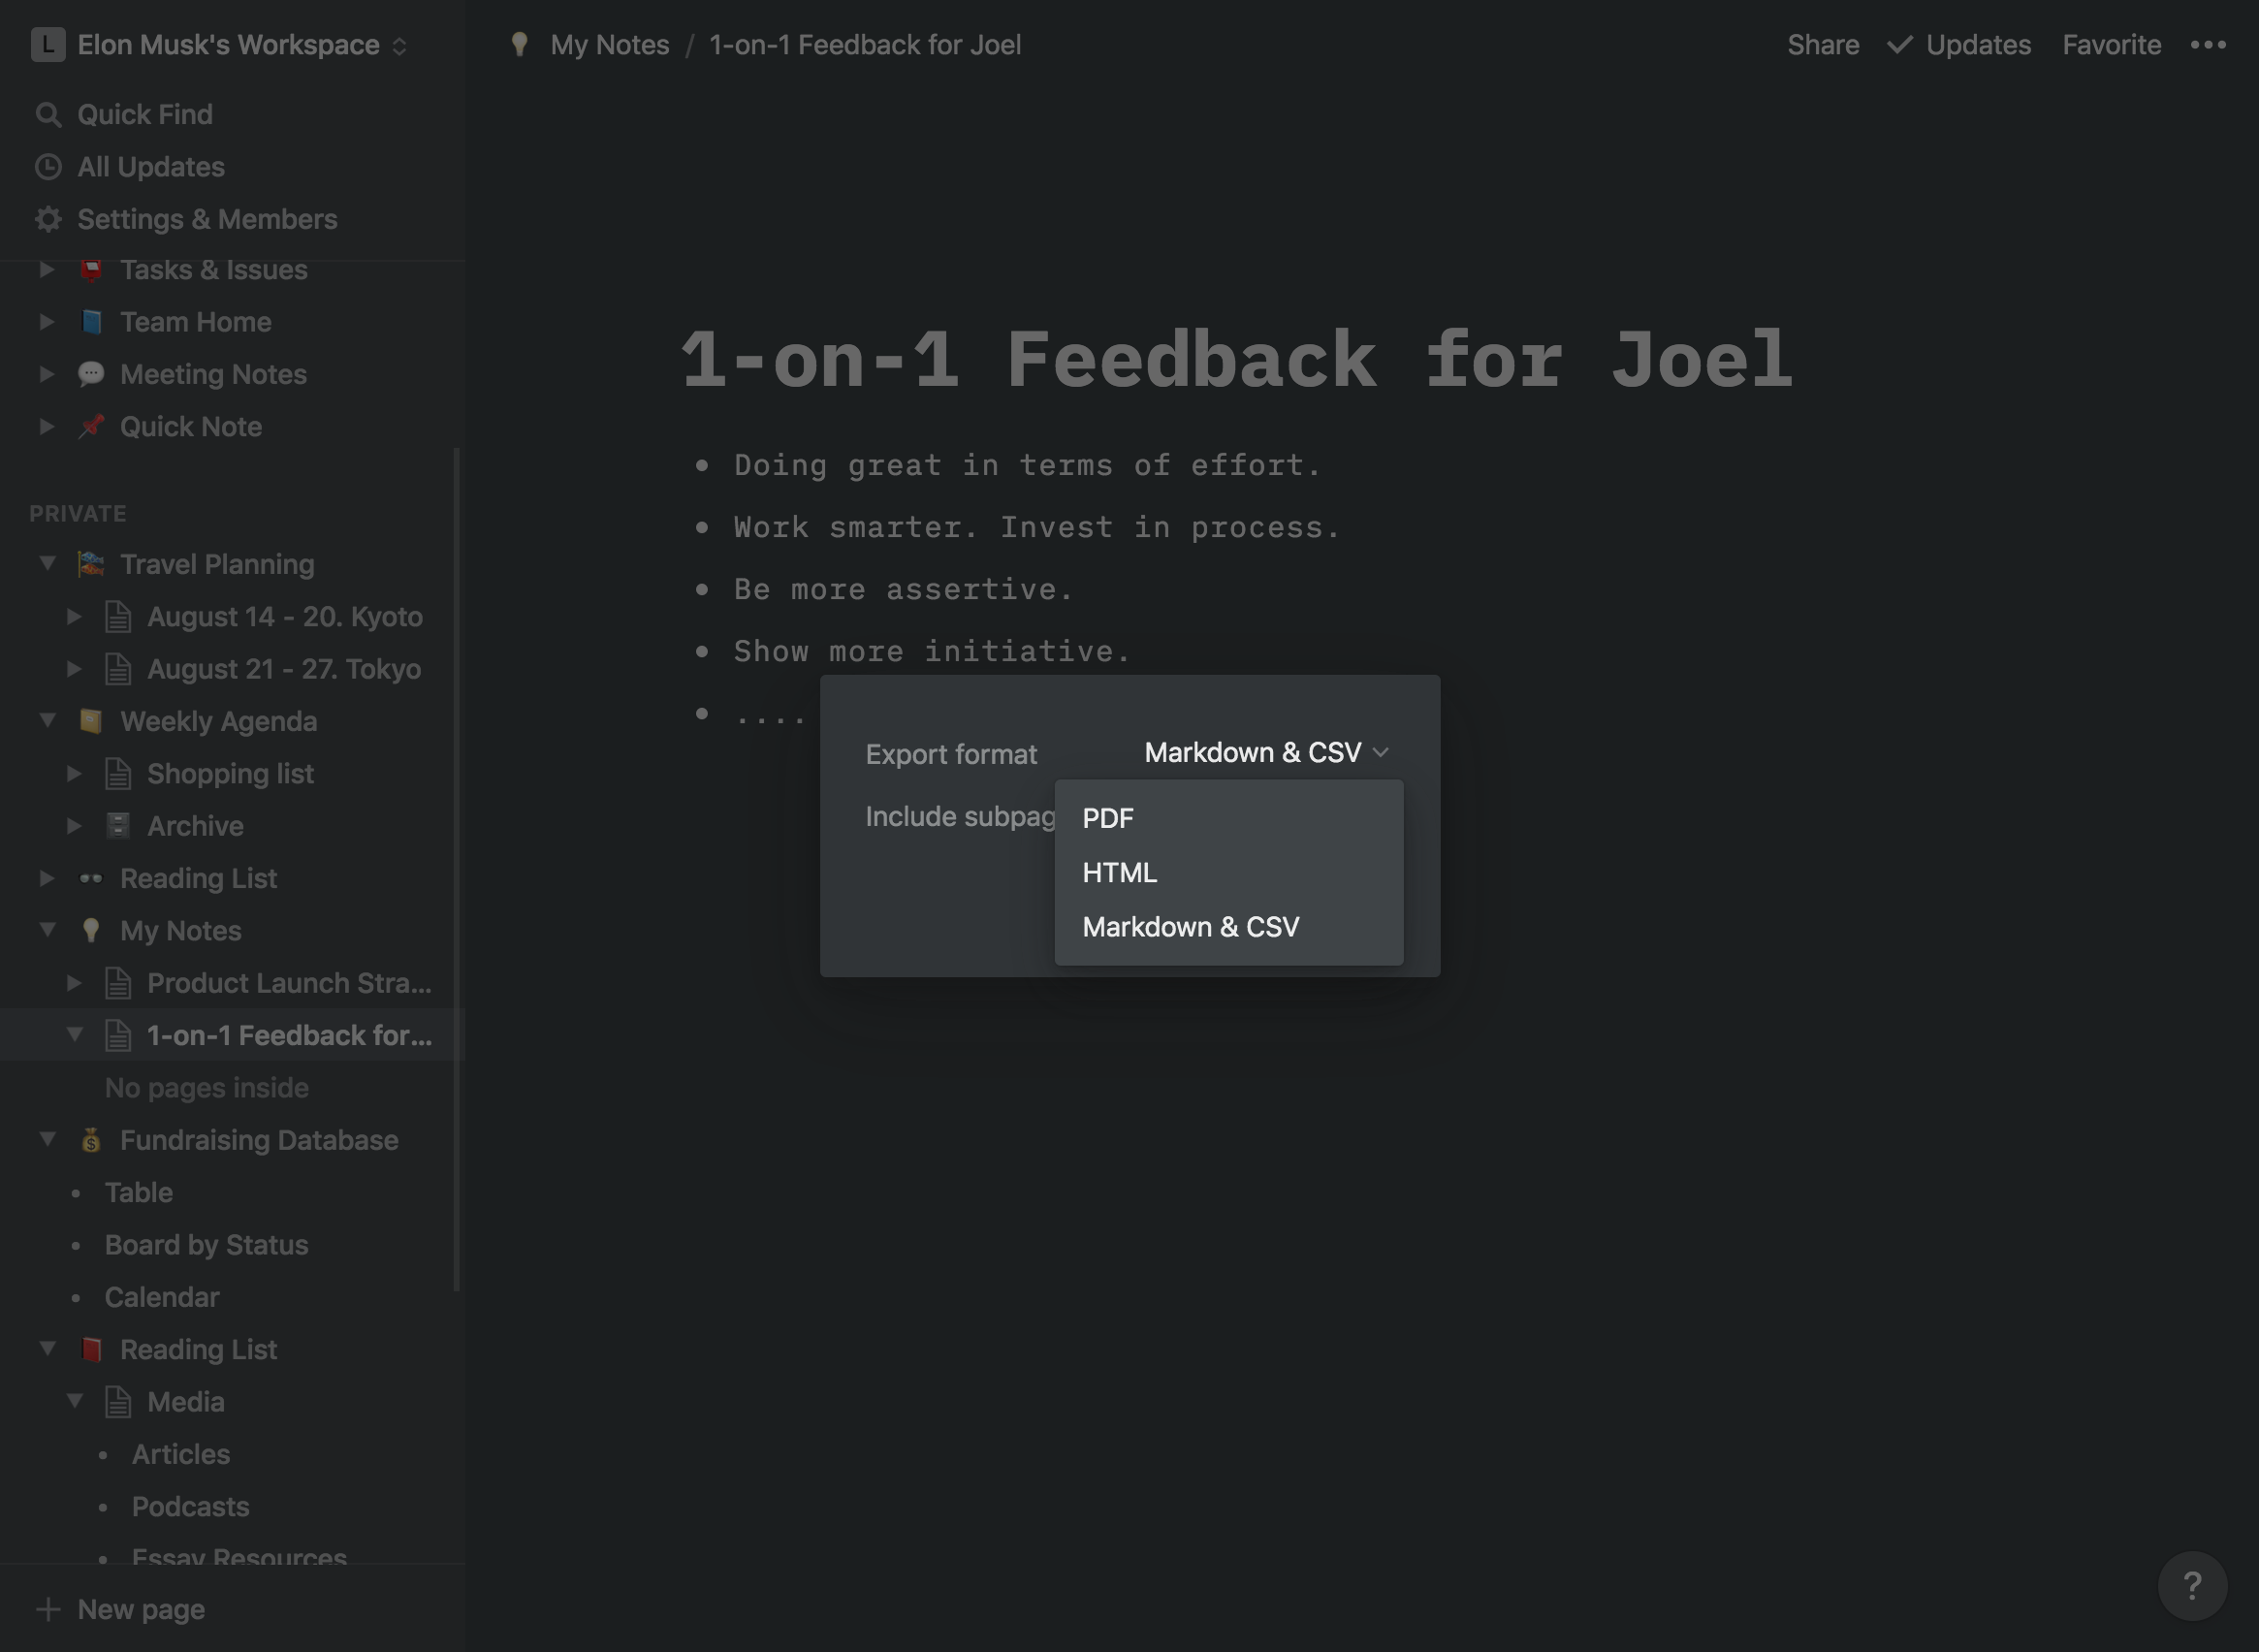 L Elon Musk's Workspace
Quick Find
All Updates
Settings & Members
Tasks & Issues
Team Home
Meeting Notes
Quick Note
PRIVATE
Travel Planning
August 14 - 20. Kyoto
August 21 - 27. Tokyo
Weekly Agenda
Shopping list
Archive
Reading List
My Notes
Product Launch Stra...
1-on-1 Feedback for...
No pages inside
Fundraising Database
• Table
• Board by Status
• Calendar
Reading List
Media
• Articles
• Podcasts
• Essay Resources
+ New page
My Notes / 1-on-1 Feedback for Joel
Share Updates Favorite •••
1-on-1 Feedback for Joel
• Doing great in terms of effort.
• Work smarter. Invest in process.
• Be more assertive.
• Show more initiative.
• ....
Export format Markdown & CSV
Include subpag
PDF
HTML
Markdown & CSV
?